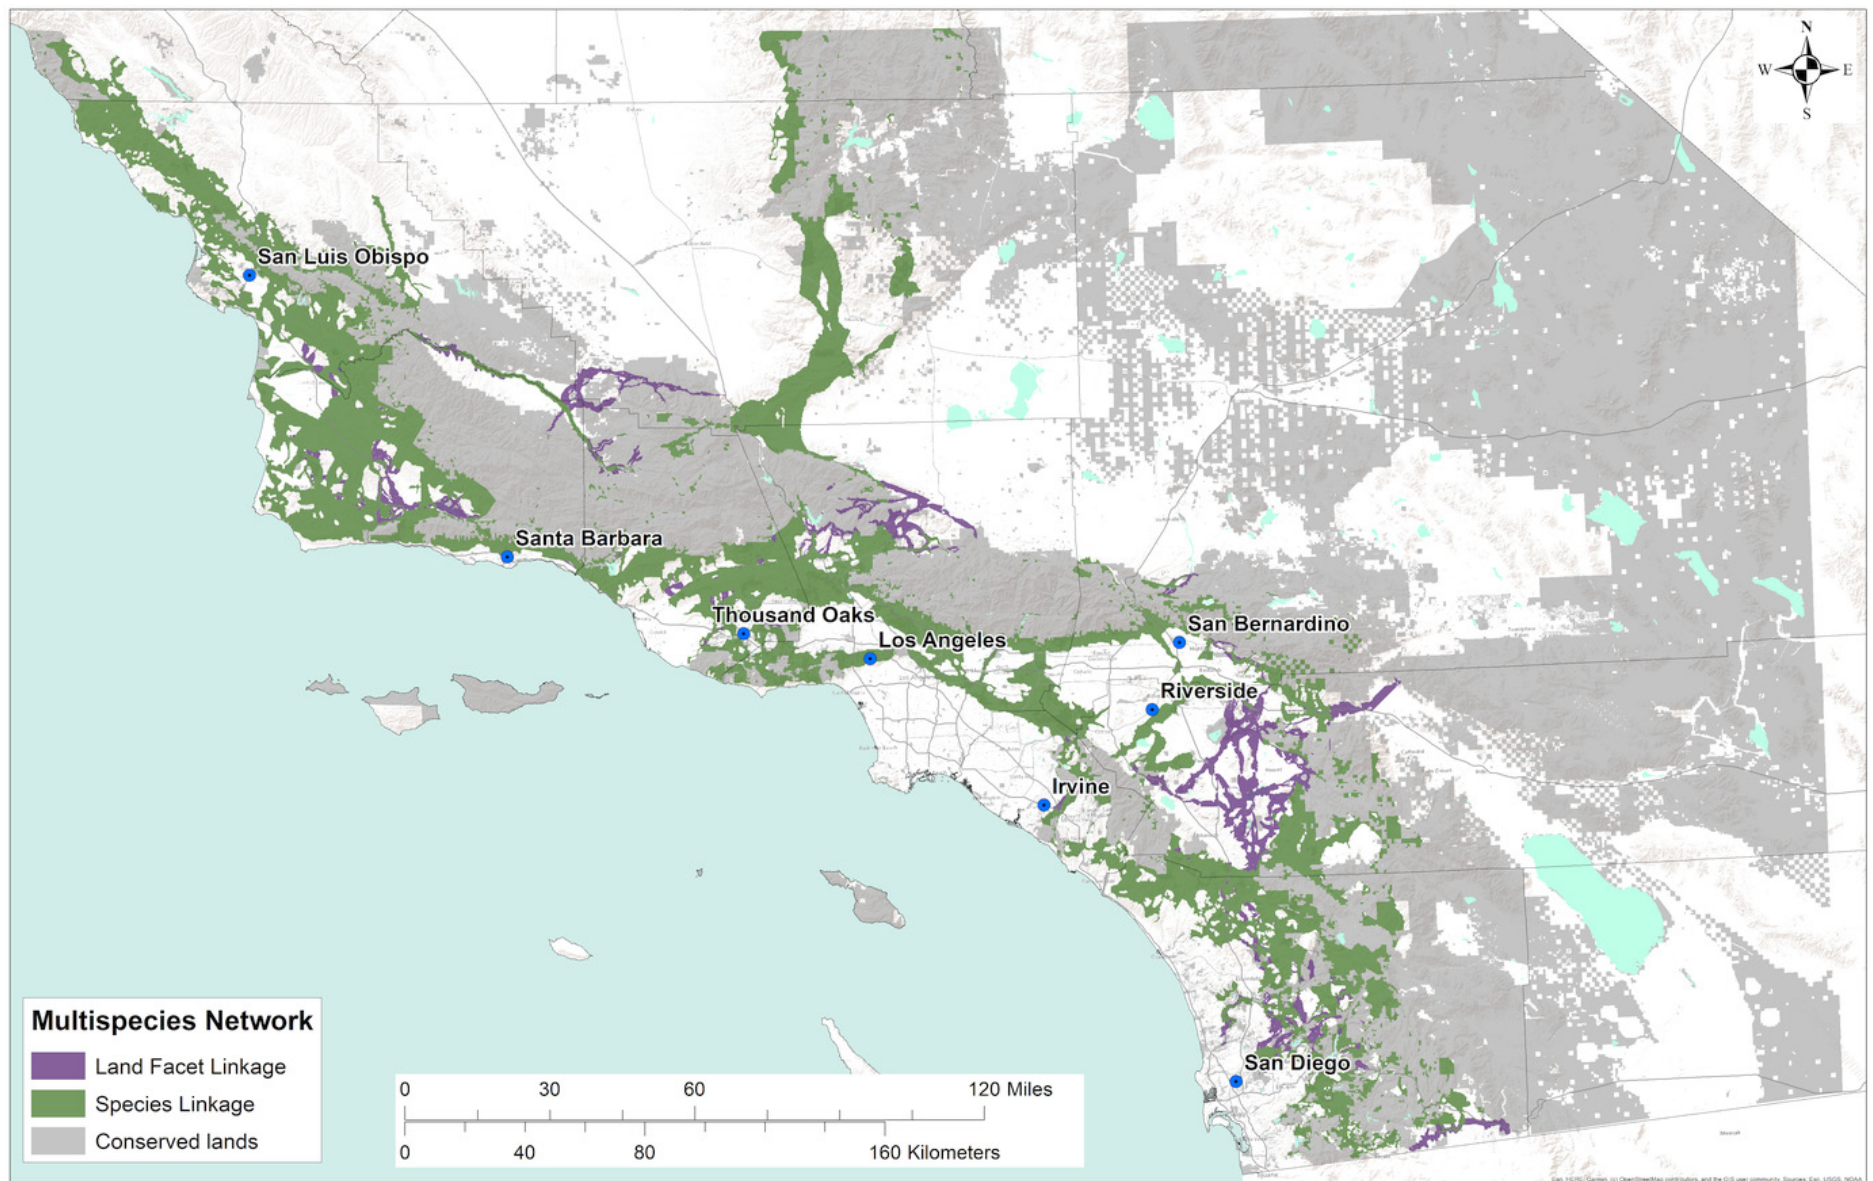 N
W E
S
San Luis Obispo
Santa Barbara
Thousand Oaks
Los Angeles
San Bernardino
Riverside
Irvine
San Diego
Multispecies Network
Land Facet Linkage
Species Linkage
Conserved lands
0 30 60 120 Miles
0 40 80 160 Kilometers